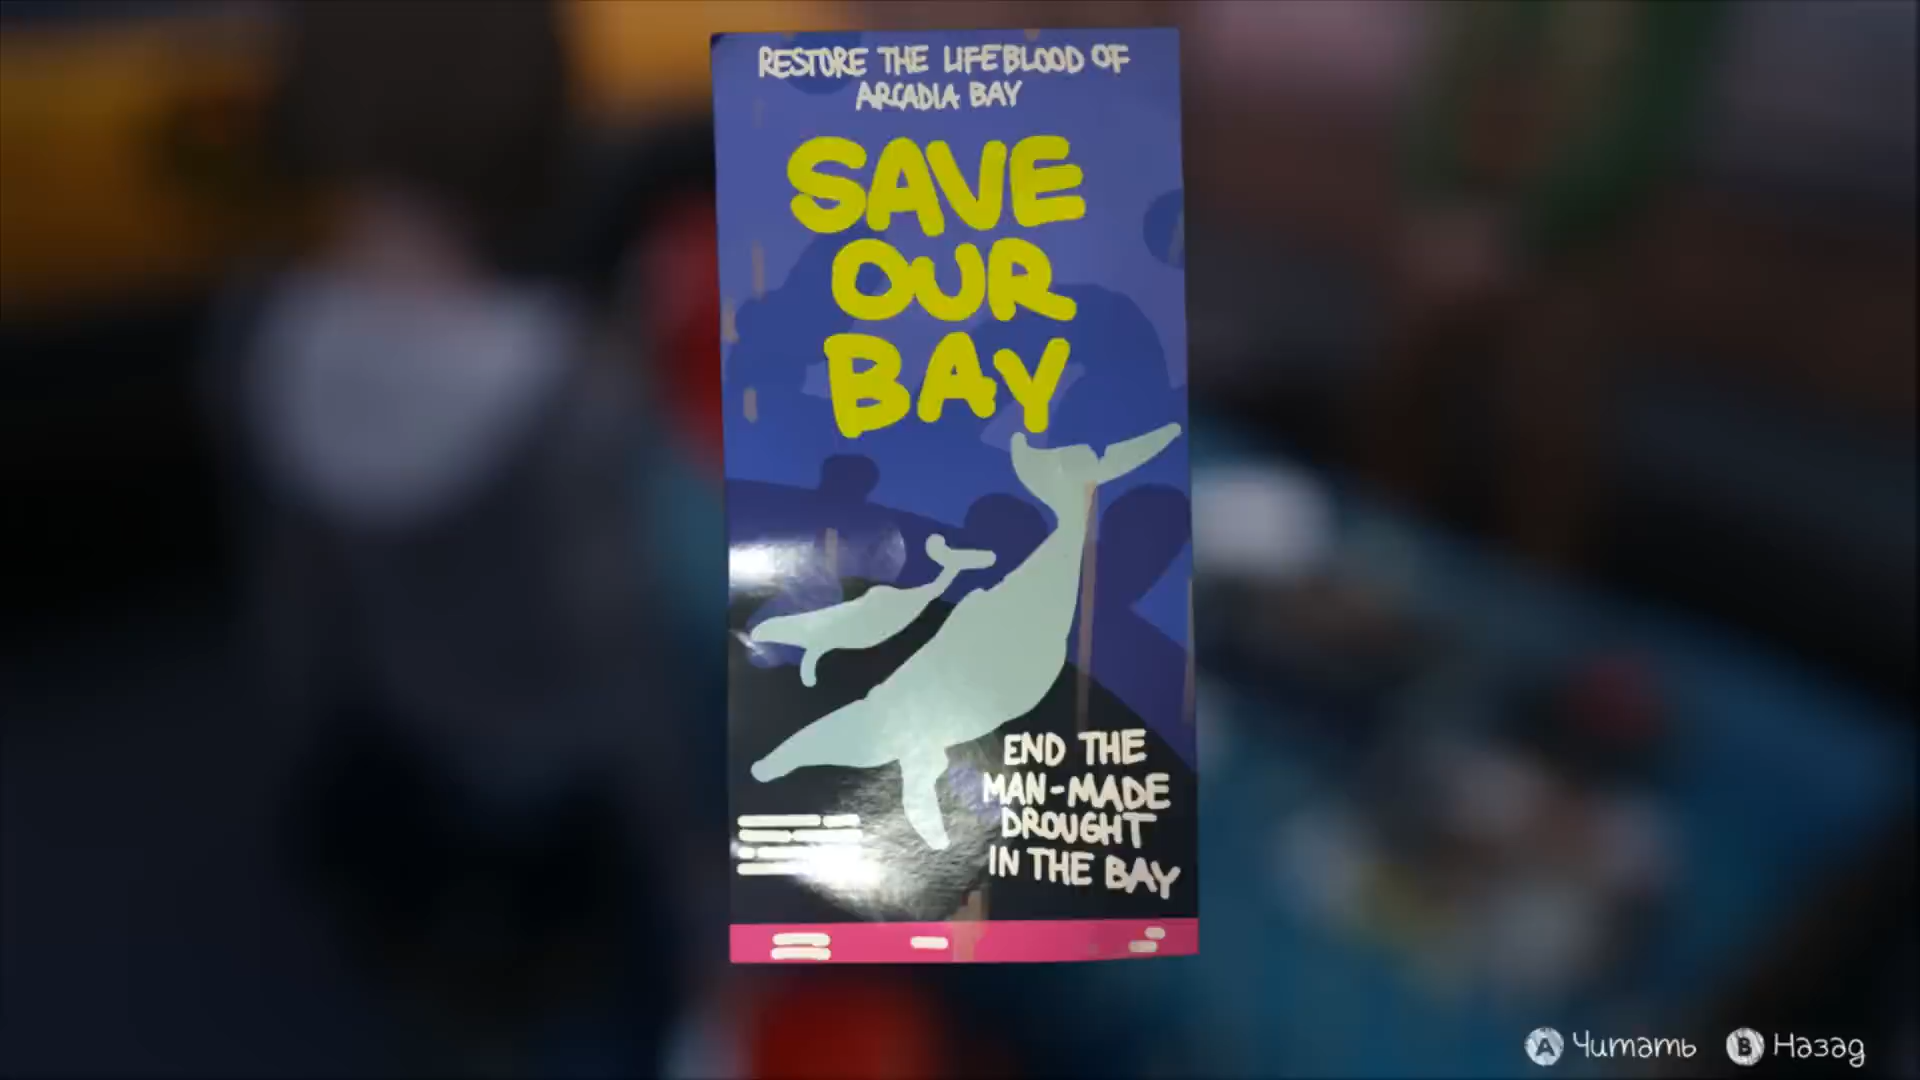 RESTORE THE LIFEBLOOD OF
ARCADIA BAY
SAVE
OUR
BAY
END THE
MAN-MADE
DROUGHT
IN THE BAY
A Читать B Назад